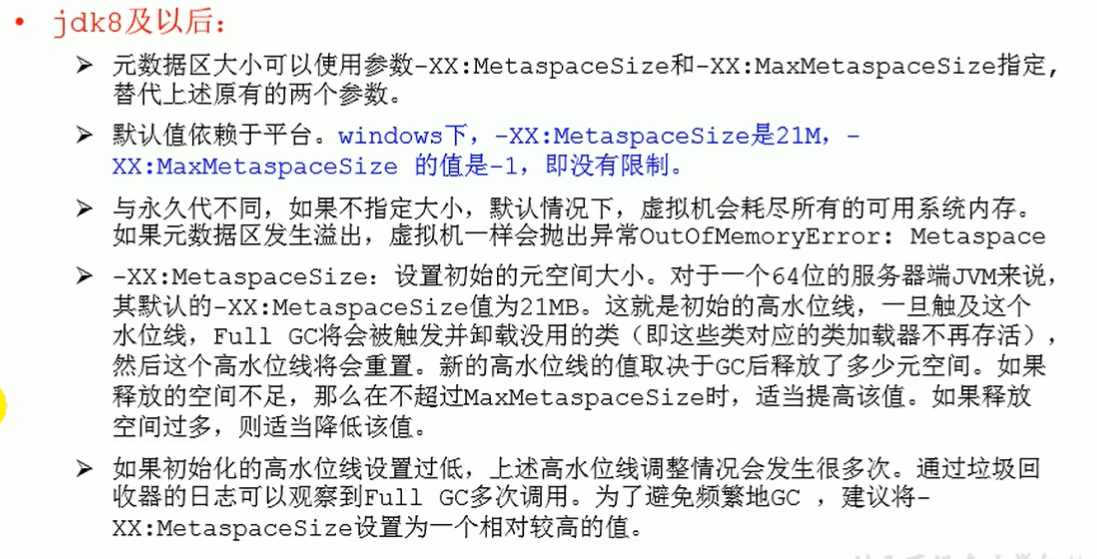 • jdk8及以后：
➢ 元数据区大小可以使用参数-XX:MetaspaceSize和-XX:MaxMetaspaceSize指定，
替代上述原有的两个参数。
➢ 默认值依赖于平台。windows下，-XX:MetaspaceSize是21M，-
XX:MaxMetaspaceSize 的值是-1，即没有限制。
➢ 与永久代不同，如果不指定大小，默认情况下，虚拟机会耗尽所有的可用系统内存。
如果元数据区发生溢出，虚拟机一样会抛出异常OutOfMemoryError: Metaspace
➢ -XX:MetaspaceSize：设置初始的元空间大小。对于一个64位的服务器端JVM来说，
其默认的-XX:MetaspaceSize值为21MB。这就是初始的高水位线，一旦触及这个
水位线，Full GC将会被触发并卸载没用的类（即这些类对应的类加载器不再存活），
然后这个高水位线将会重置。新的高水位线的值取决于GC后释放了多少元空间。如果
释放的空间不足，那么在不超过MaxMetaspaceSize时，适当提高该值。如果释放
空间过多，则适当降低该值。
➢ 如果初始化的高水位线设置过低，上述高水位线调整情况会发生很多次。通过垃圾回
收器的日志可以观察到Full GC多次调用。为了避免频繁地GC ，建议将-
XX:MetaspaceSize设置为一个相对较高的值。